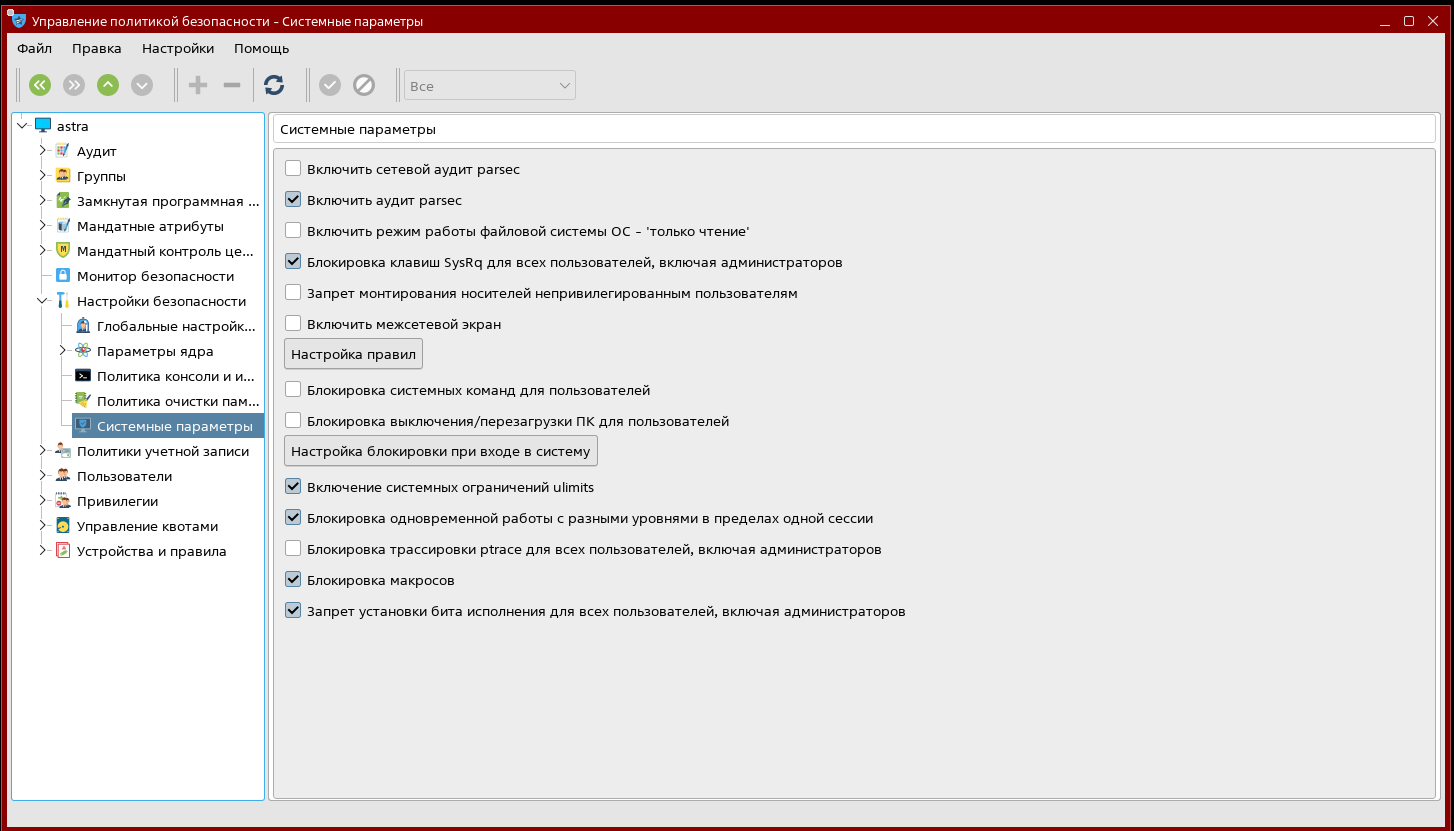 Управление политикой безопасности - Системные параметры
Файл Правка Настройки Помощь
Все
astra
Аудит
Группы
Замкнутая программная ...
Мандатные атрибуты
Мандатный контроль це...
Монитор безопасности
Настройки безопасности
Глобальные настройк...
Параметры ядра
Политика консоли и и...
Политика очистки пам...
Системные параметры
Политики учетной записи
Пользователи
Привилегии
Управление квотами
Устройства и правила
Системные параметры
Включить сетевой аудит parsec
Включить аудит parsec
Включить режим работы файловой системы ОС - 'только чтение'
Блокировка клавиш SysRq для всех пользователей, включая администраторов
Запрет монтирования носителей непривилегированным пользователям
Включить межсетевой экран
Настройка правил
Блокировка системных команд для пользователей
Блокировка выключения/перезагрузки ПК для пользователей
Настройка блокировки при входе в систему
Включение системных ограничений ulimits
Блокировка одновременной работы с разными уровнями в пределах одной сессии
Блокировка трассировки ptrace для всех пользователей, включая администраторов
Блокировка макросов
Запрет установки бита исполнения для всех пользователей, включая администраторов